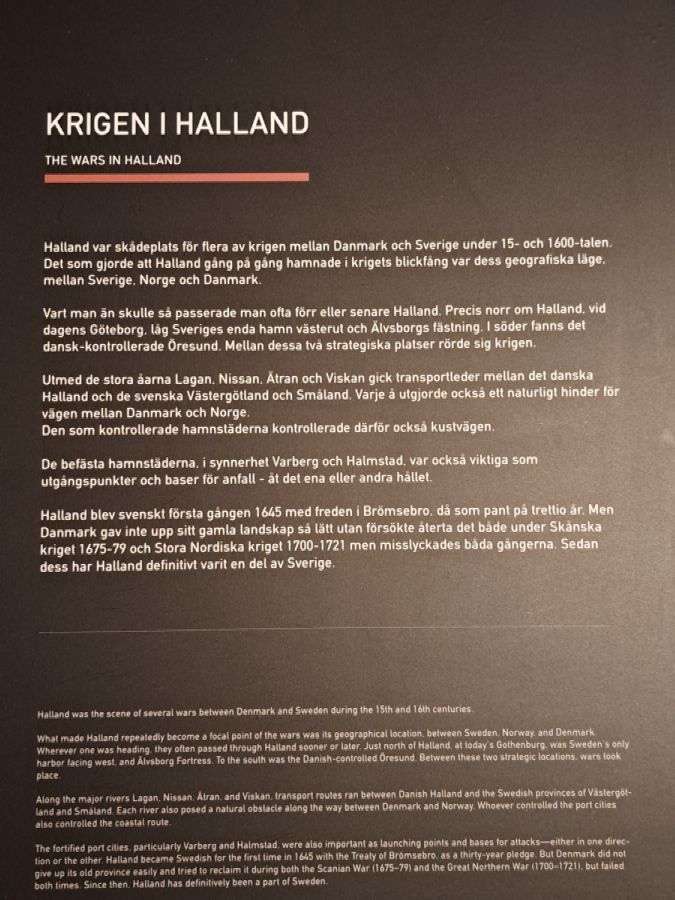 KRIGEN I HALLAND
THE WARS IN HALLAND
Halland var skådeplats för flera av krigen mellan Danmark och Sverige under 15- och 1600-talen.
Det som gjorde att Halland gång på gång hamnade i krigets blickfång var dess geografiska läge,
mellan Sverige, Norge och Danmark.
Vart man än skulle så passerade man ofta förr eller senare Halland. Precis norr om Halland, vid
dagens Göteborg, låg Sveriges enda hamn västerut och Älvsborgs fästning. I söder fanns det
dansk-kontrollerade Öresund. Mellan dessa två strategiska platser rörde sig krigen.
Utmed de stora åarna Lagan, Nissan, Ätran och Viskan gick transportleder mellan det danska
Halland och de svenska Västergötland och Småland. Varje å utgjorde också ett naturligt hinder för
vägen mellan Danmark och Norge.
Den som kontrollerade hamnstäderna kontrollerade därför också kustvägen.
De befästa hamnstäderna, i synnerhet Varberg och Halmstad, var också viktiga som
utgångspunkter och baser för anfall - åt det ena eller andra hållet.
Halland blev svenskt första gången 1645 med freden i Brömsebro, då som pant på trettio år. Men
Danmark gav inte upp sitt gamla landskap så lätt utan försökte återta det både under Skånska
kriget 1675-79 och Stora Nordiska kriget 1700-1721 men misslyckades båda gångerna. Sedan
dess har Halland definitivt varit en del av Sverige.
Halland was the scene of several wars between Denmark and Sweden during the 15th and 16th centuries.
What made Halland repeatedly become a focal point of the wars was its geographical location, between Sweden, Norway, and Denmark.
Wherever one was heading, they often passed through Halland sooner or later. Just north of Halland, at today's Gothenburg, was Sweden's only
harbor facing west, and Älvsborg Fortress. To the south was the Danish-controlled Öresund. Between these two strategic locations, wars took
place.
Along the major rivers Lagan, Nissan, Ätran, and Viskan, transport routes ran between Danish Halland and the Swedish provinces of Västergöt-
land and Småland. Each river also posed a natural obstacle along the way between Denmark and Norway. Whoever controlled the port cities
also controlled the coastal route.
The fortified port cities, particularly Varberg and Halmstad, were also important as launching points and bases for attacks—either in one direc-
tion or the other. Halland became Swedish for the first time in 1645 with the Treaty of Brömsebro, as a thirty-year pledge. But Denmark did not
give up its old province easily and tried to reclaim it during both the Scanian War (1675–79) and the Great Northern War (1700–1721), but failed
both times. Since then, Halland has definitively been a part of Sweden.